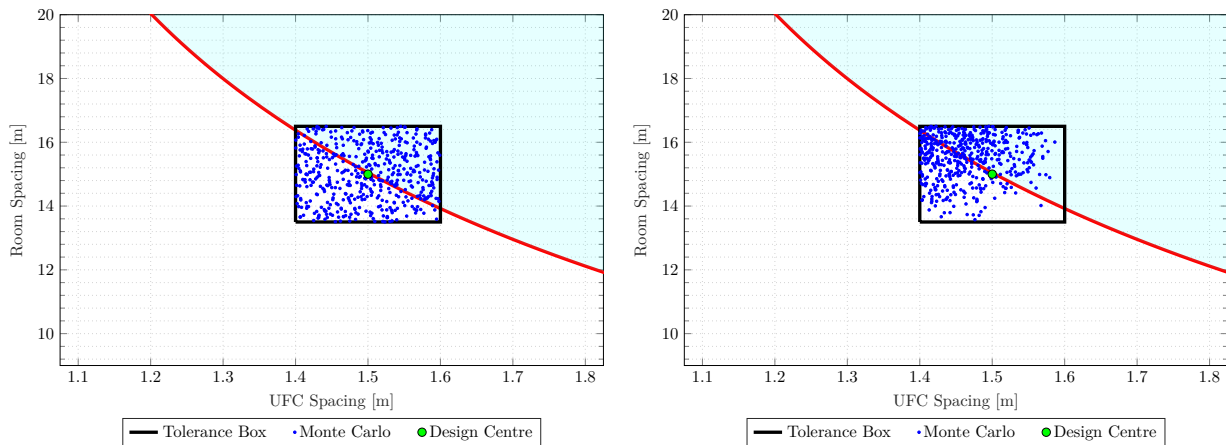 20
18
16
14
12
10
Room Spacing [m]
1.1 1.2 1.3 1.4 1.5 1.6 1.7 1.8
UFC Spacing [m]
Tolerance Box Monte Carlo Design Centre
20
18
16
14
12
10
Room Spacing [m]
1.1 1.2 1.3 1.4 1.5 1.6 1.7 1.8
UFC Spacing [m]
Tolerance Box Monte Carlo Design Centre